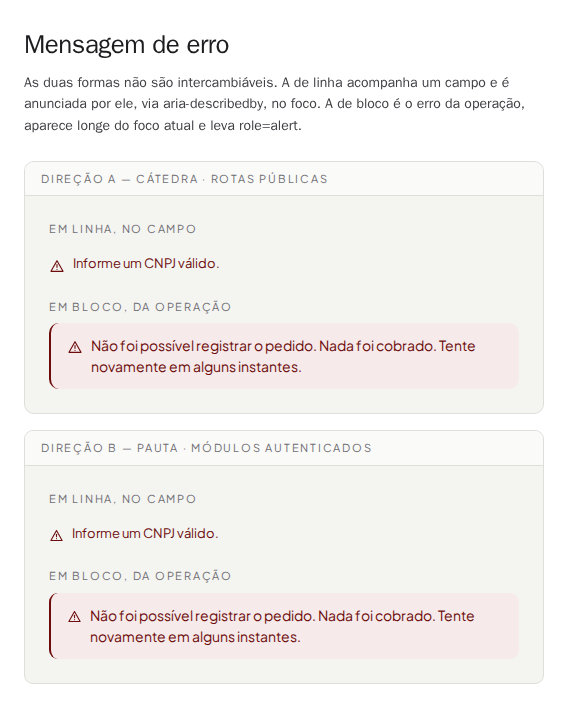 Mensagem de erro
As duas formas não são intercambiáveis. A de linha acompanha um campo e é
anunciada por ele, via aria-describedby, no foco. A de bloco é o erro da operação,
aparece longe do foco atual e leva role=alert.
DIREÇÃO A — CÁTEDRA · ROTAS PÚBLICAS
EM LINHA, NO CAMPO
Informe um CNPJ válido.
EM BLOCO, DA OPERAÇÃO
Não foi possível registrar o pedido. Nada foi cobrado. Tente
novamente em alguns instantes.
DIREÇÃO B — PAUTA · MÓDULOS AUTENTICADOS
EM LINHA, NO CAMPO
Informe um CNPJ válido.
EM BLOCO, DA OPERAÇÃO
Não foi possível registrar o pedido. Nada foi cobrado. Tente
novamente em alguns instantes.